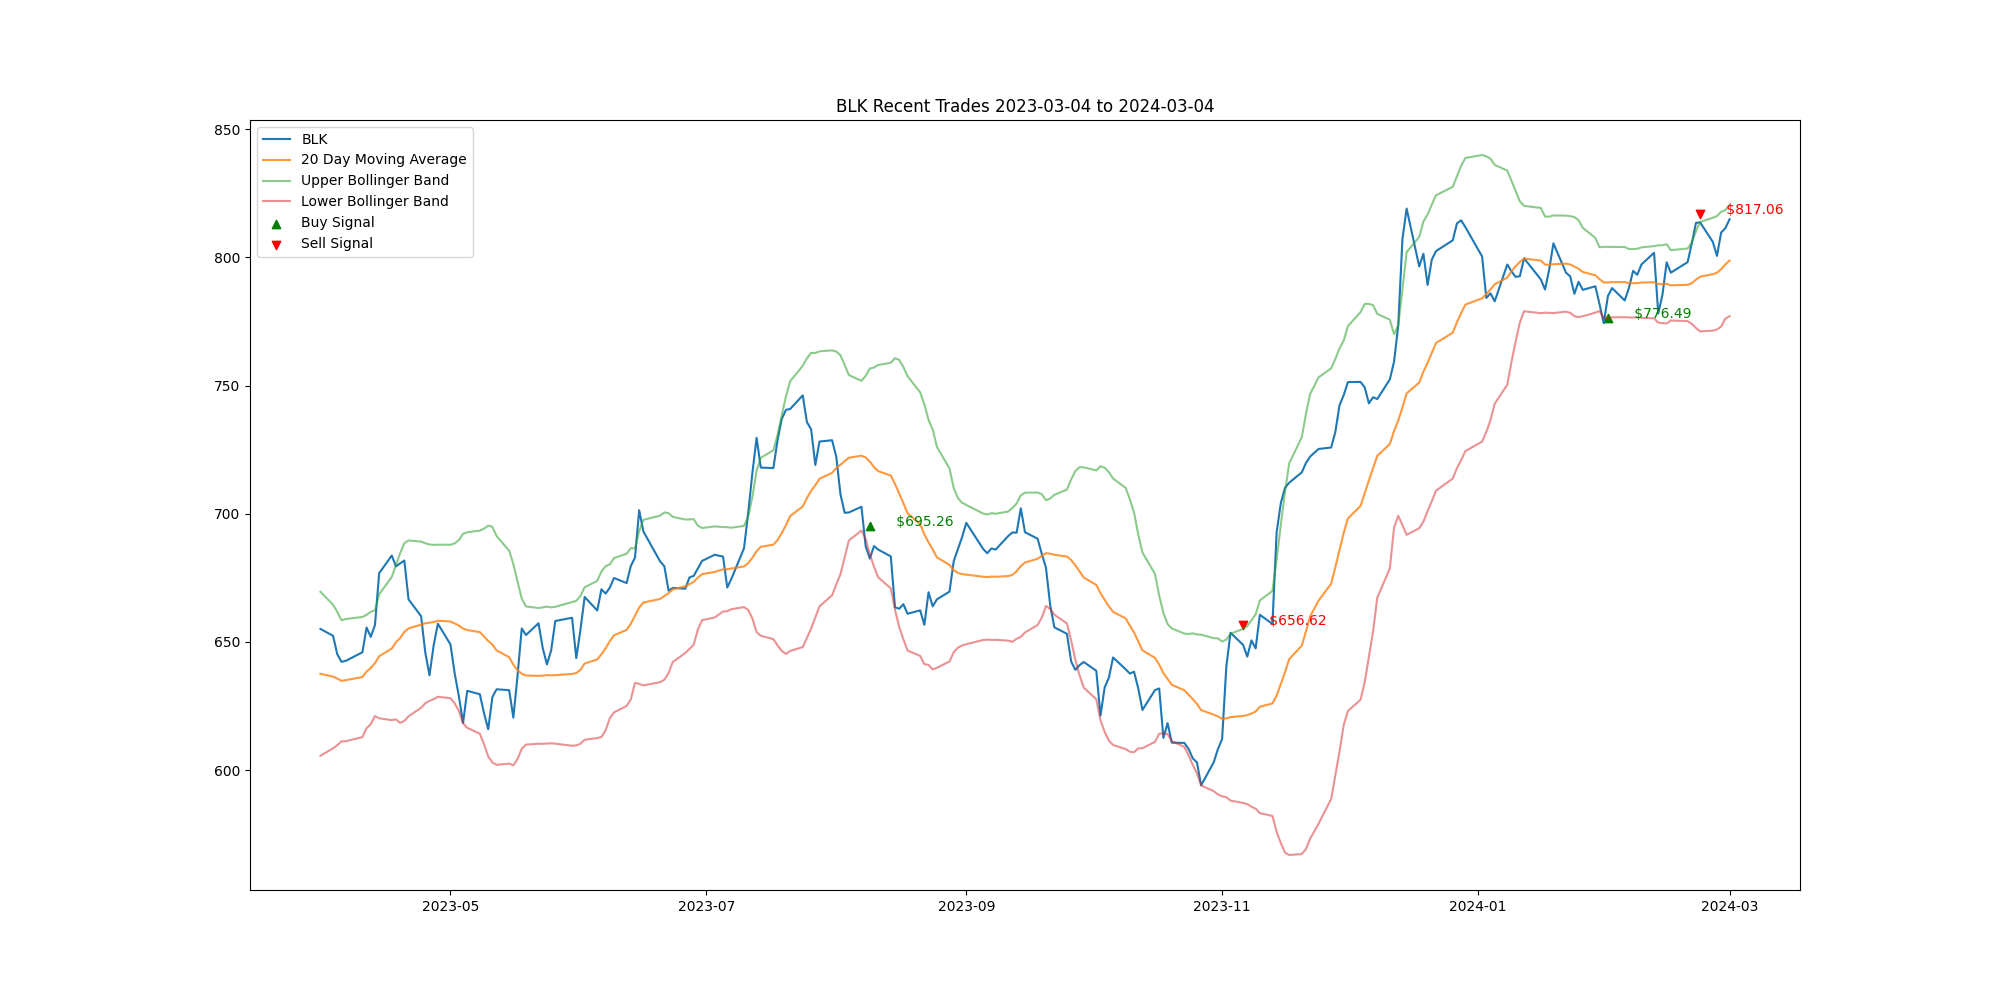 BLK Recent Trades 2023-03-04 to 2024-03-04
850
800
750
700
650
600
BLK
20 Day Moving Average
Upper Bollinger Band
Lower Bollinger Band
Buy Signal
Sell Signal
$817.06
$776.49
$695.26
$656.62
2023-05
2023-07
2023-09
2023-11
2024-01
2024-03